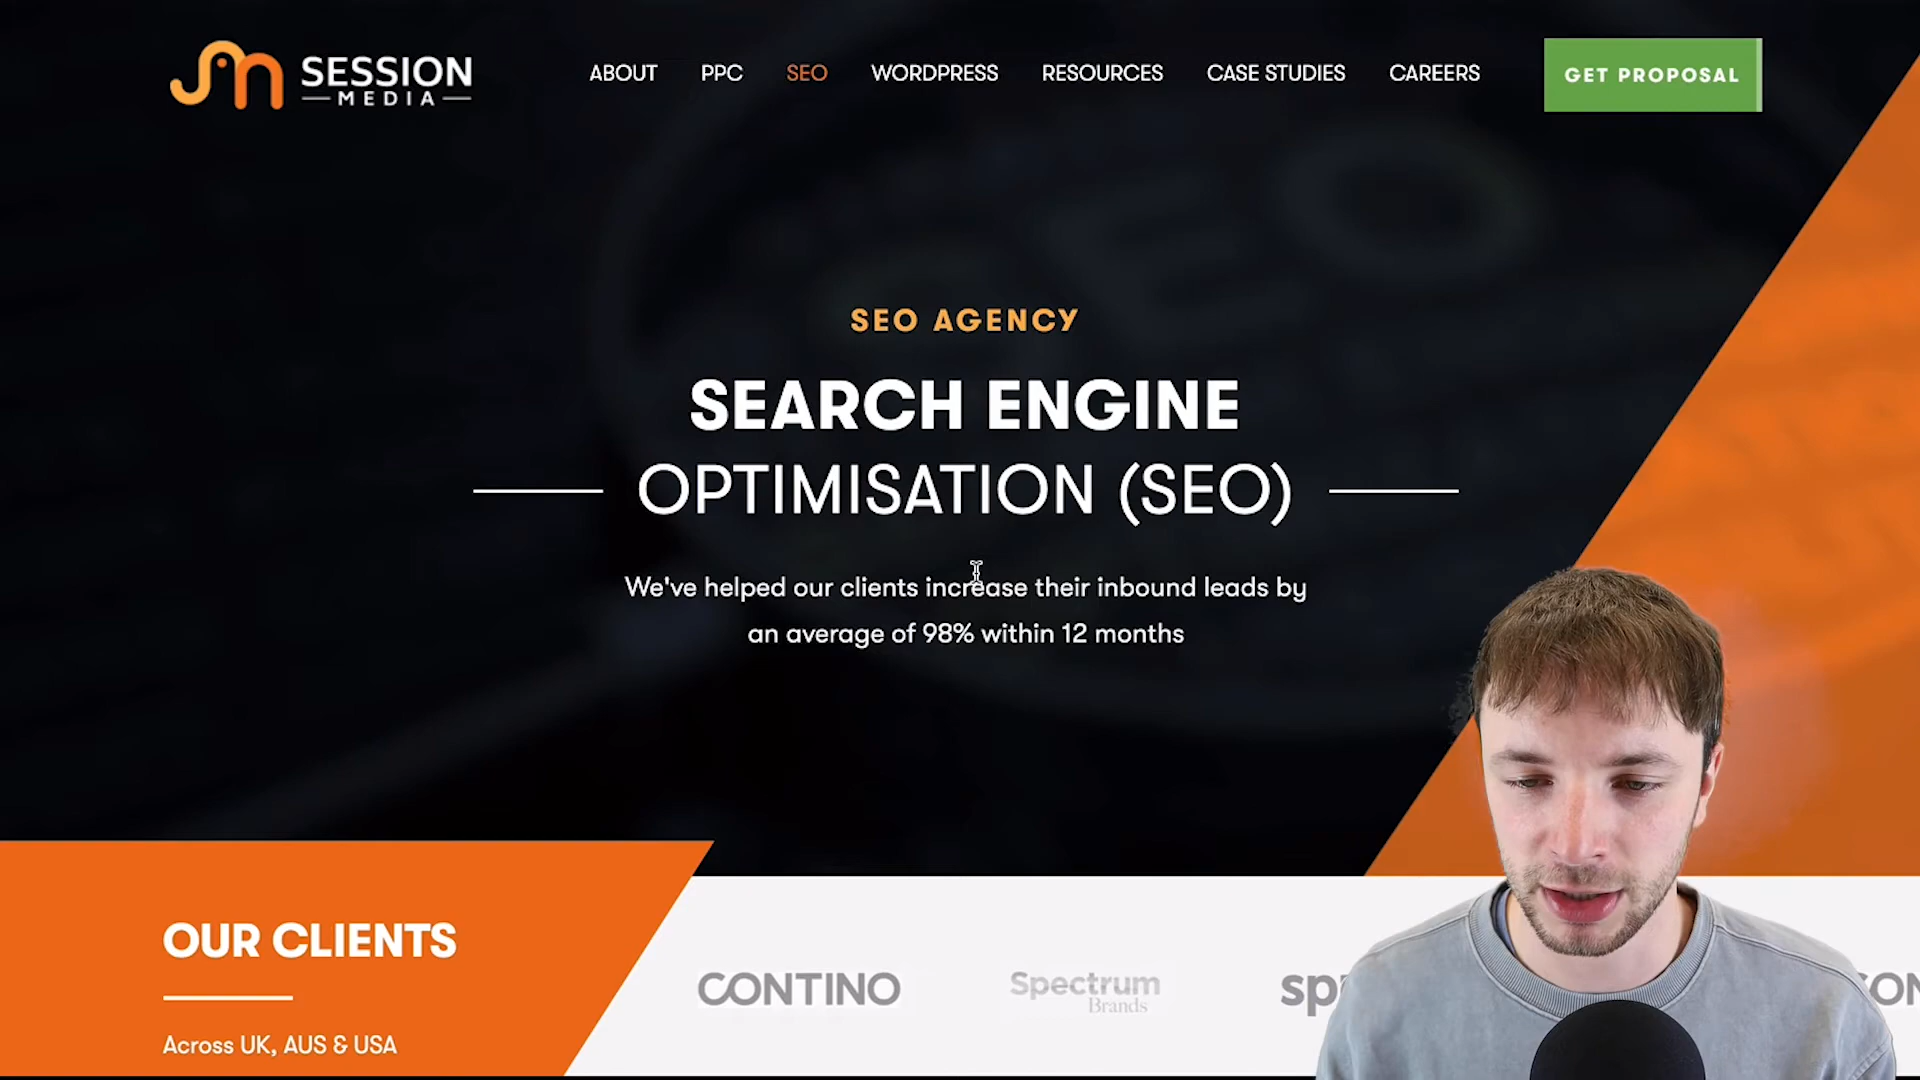 SESSION
MEDIA
ABOUT
PPC
SEO
WORDPRESS
RESOURCES
CASE STUDIES
CAREERS
GET PROPOSAL
SEO AGENCY
SEARCH ENGINE
OPTIMISATION (SEO)
We've helped our clients increase their inbound leads by
an average of 98% within 12 months
OUR CLIENTS
Across UK, AUS & USA
CONTINO
Spectrum
Brands